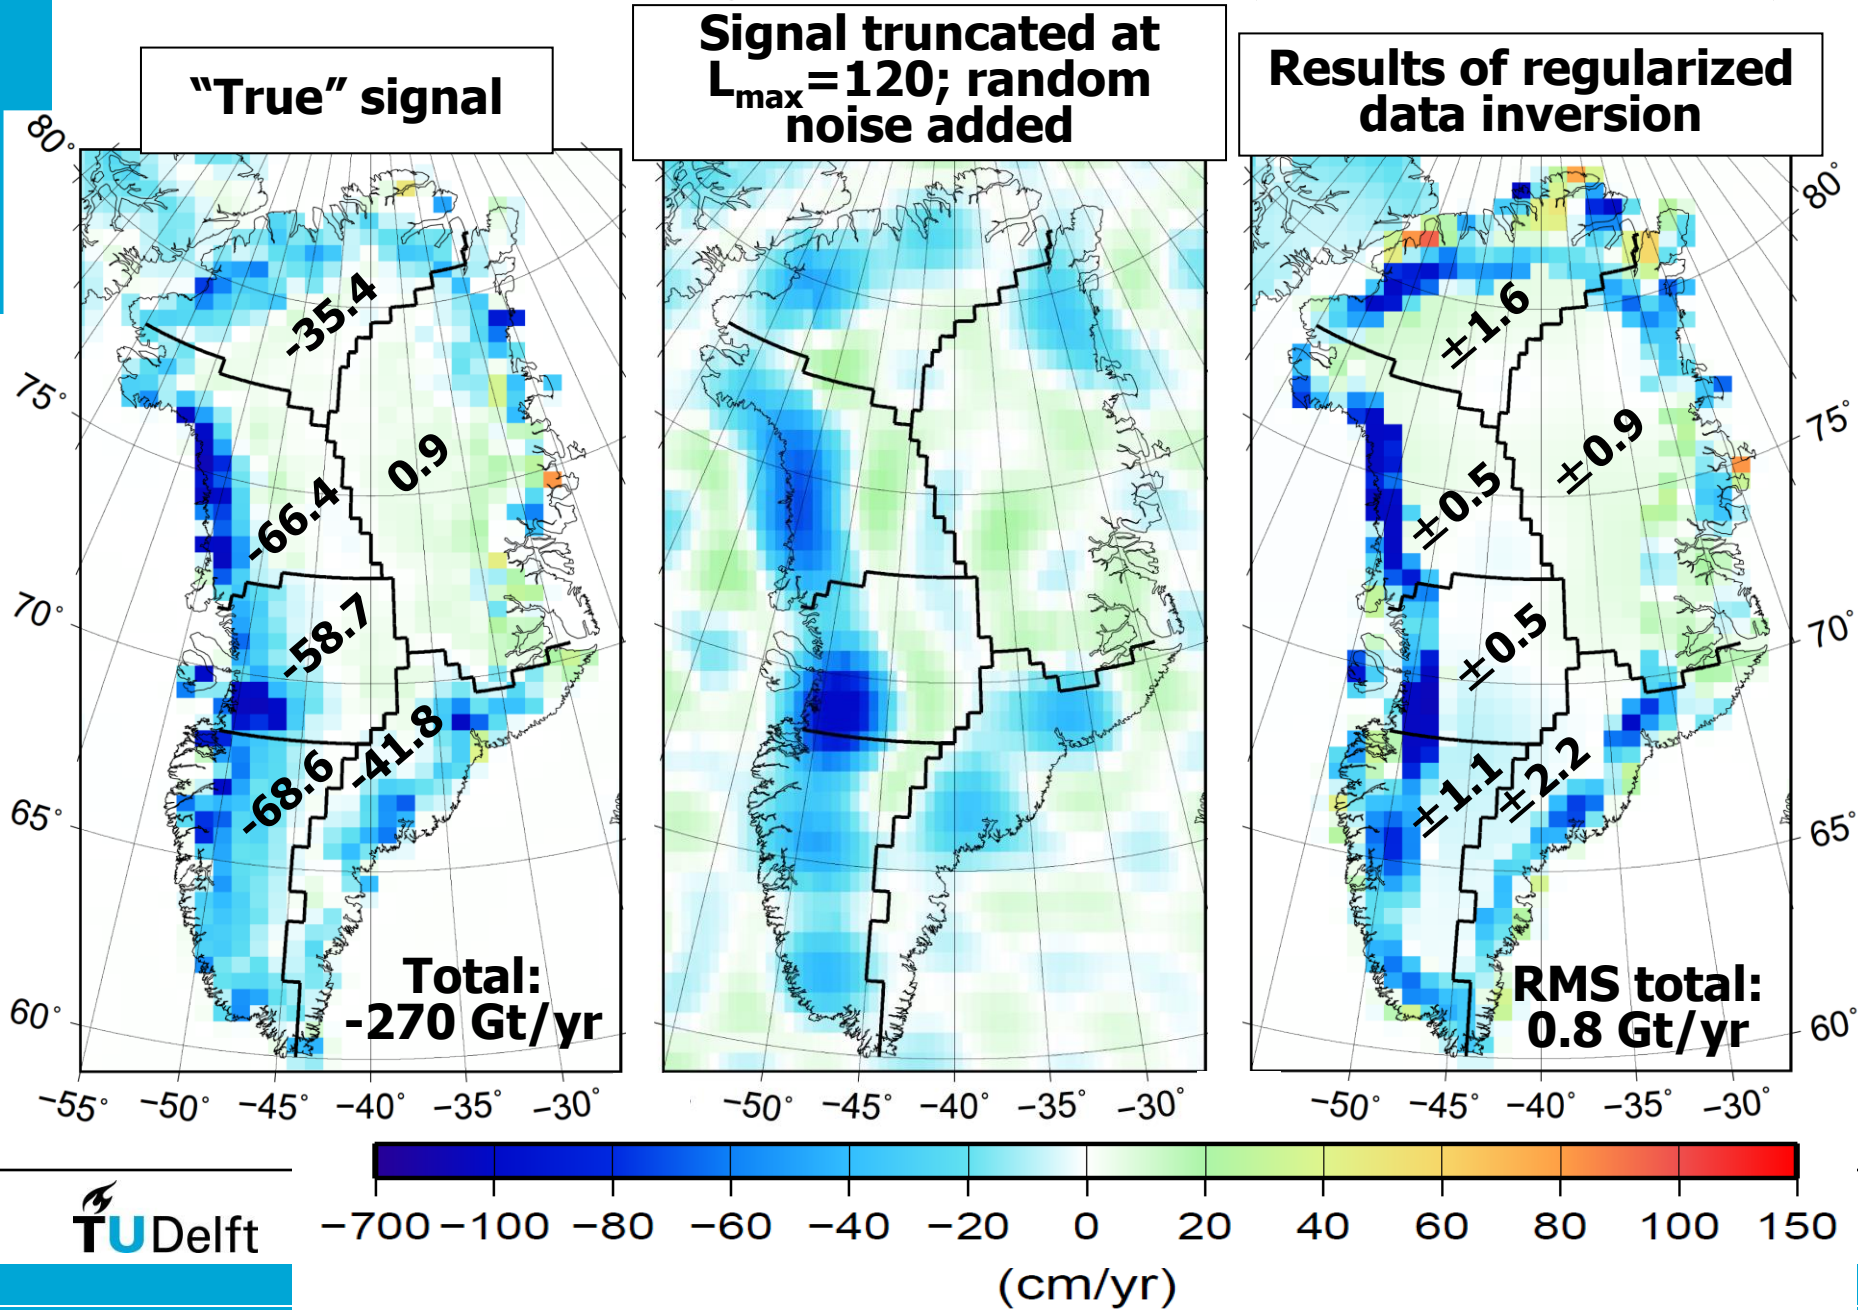 “True” signal
Signal truncated at
Lmax=120; random
noise added
Results of regularized
data inversion
80°
75°
70°
65°
60°
-35.4
0.9
-66.4
-58.7
-41.8
-68.6
Total:
-270 Gt/yr
±1.6
±0.9
±0.5
±0.5
±1.1
±2.2
RMS total:
0.8 Gt/yr
80°
75°
70°
65°
60°
−55° −50° −45° −40° −35° −30°
−50° −45° −40° −35° −30°
−50° −45° −40° −35° −30°
−700 −100 −80 −60 −40 −20 0 20 40 60 80 100 150
(cm/yr)
TUDelft